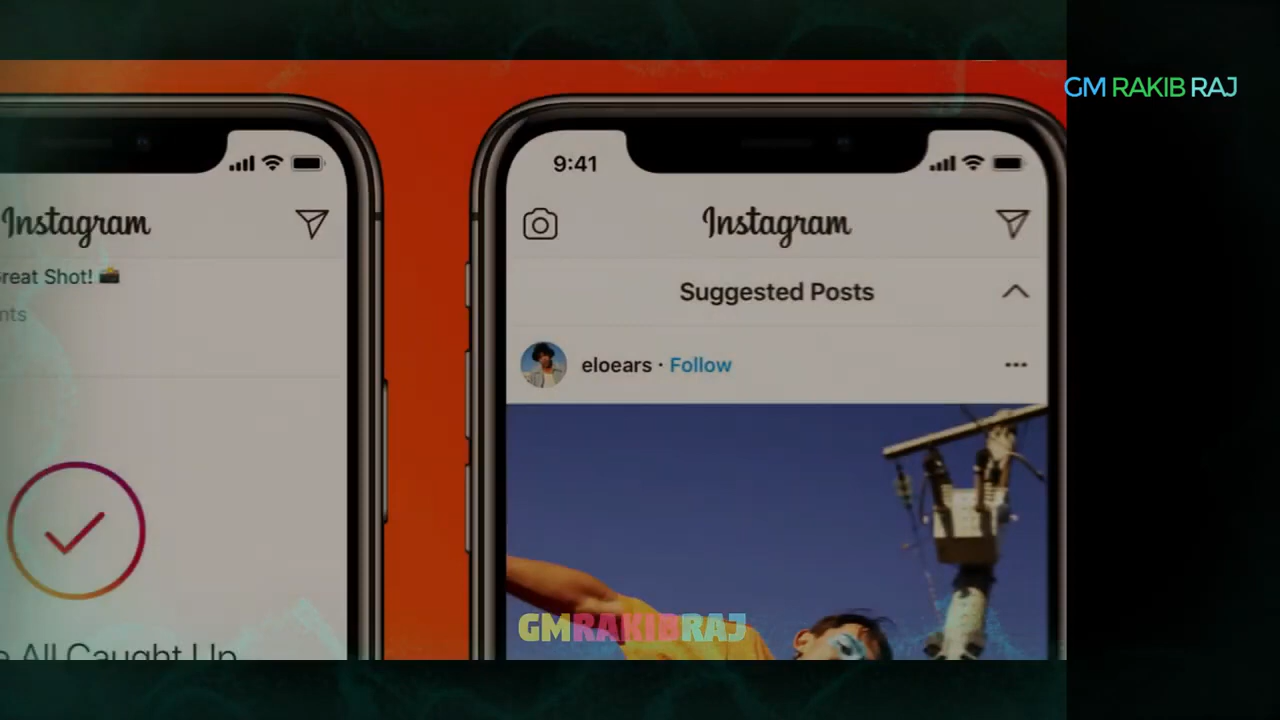 GM RAKIB RAJ
9:41
Instagram
Instagram
reat Shot! 📸
Suggested Posts
nts
eloears · Follow
GMRAKIBRAJ
All Caught Up